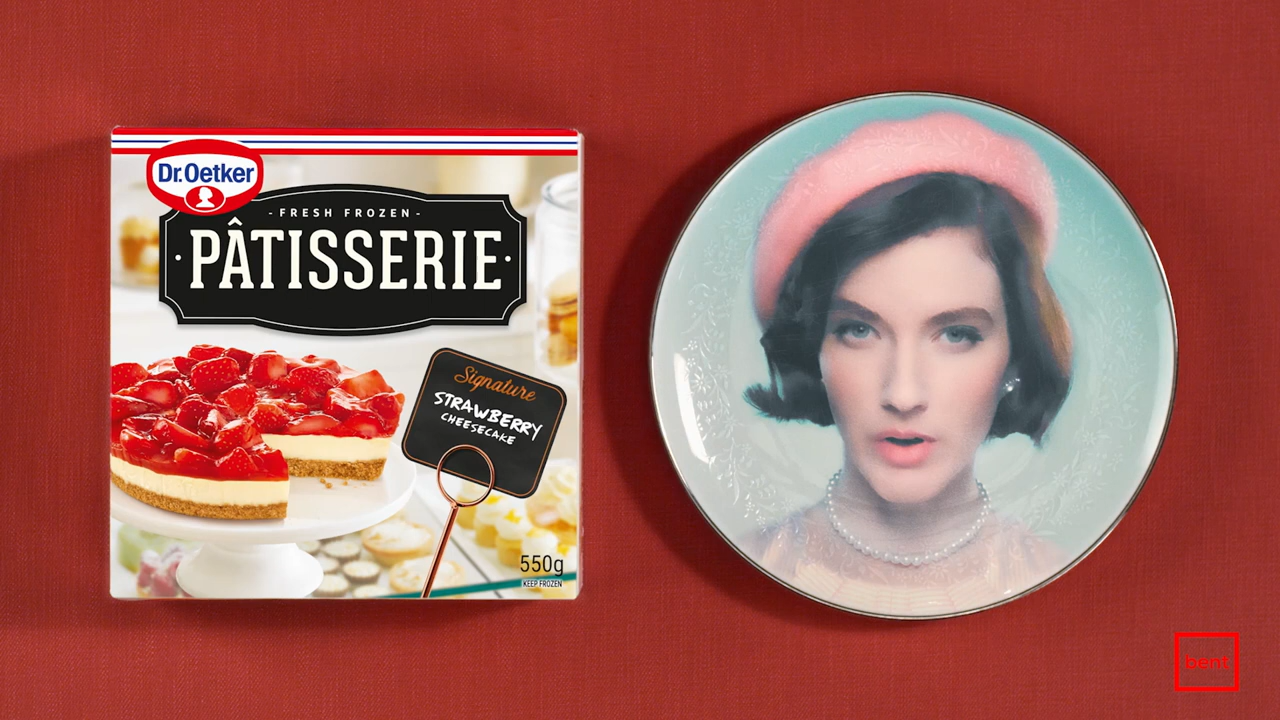 Dr.Oetker
- FRESH FROZEN -
·PÂTISSERIE·
Signature
STRAWBERRY
CHEESECAKE
550g
KEEP FROZEN
bent